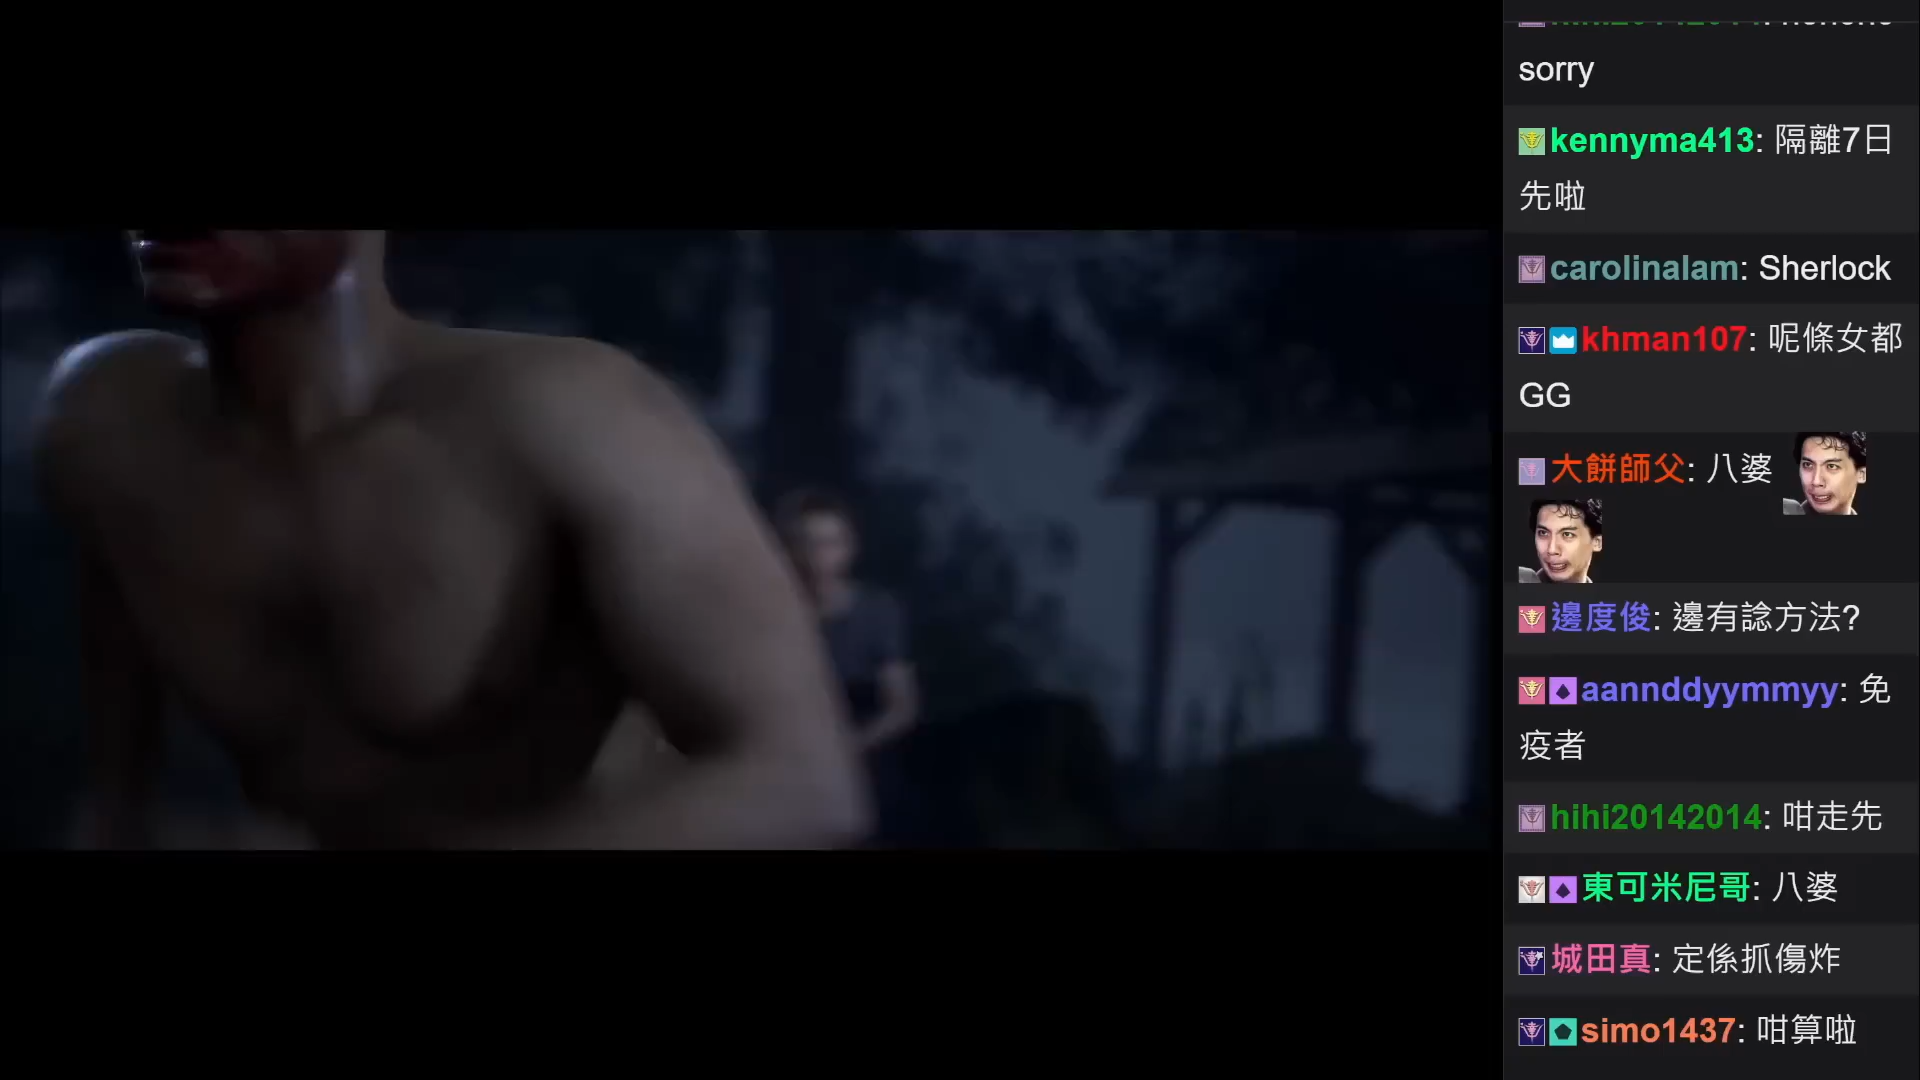 sorry
kennyma413: 隔離7日
先啦
carolinalam: Sherlock
khman107: 呢條女都
GG
大餅師父: 八婆
邊度俊: 邊有諗方法?
aannddyymmyy: 免
疫者
hihi20142014: 咁走先
東可米尼哥: 八婆
城田真: 定係抓傷炸
simo1437: 咁算啦